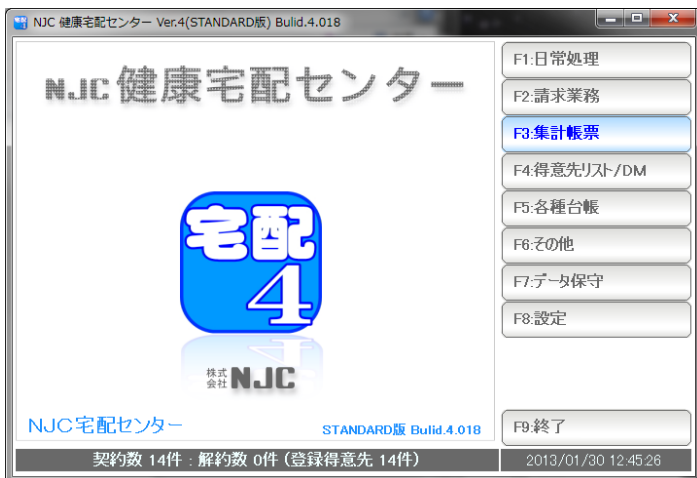 NJC 健康宅配センター Ver.4(STANDARD版) Bulid.4.018
NJC 健康宅配センター
宅配
4
株式会社 NJC
NJC宅配センター
STANDARD版 Bulid.4.018
F1:日常処理
F2:請求業務
F3:集計帳票
F4:得意先リスト/DM
F5:各種台帳
F6:その他
F7:データ保守
F8:設定
F9:終了
契約数 14件 : 解約数 0件 (登録得意先 14件)
2013/01/30 12:45:26